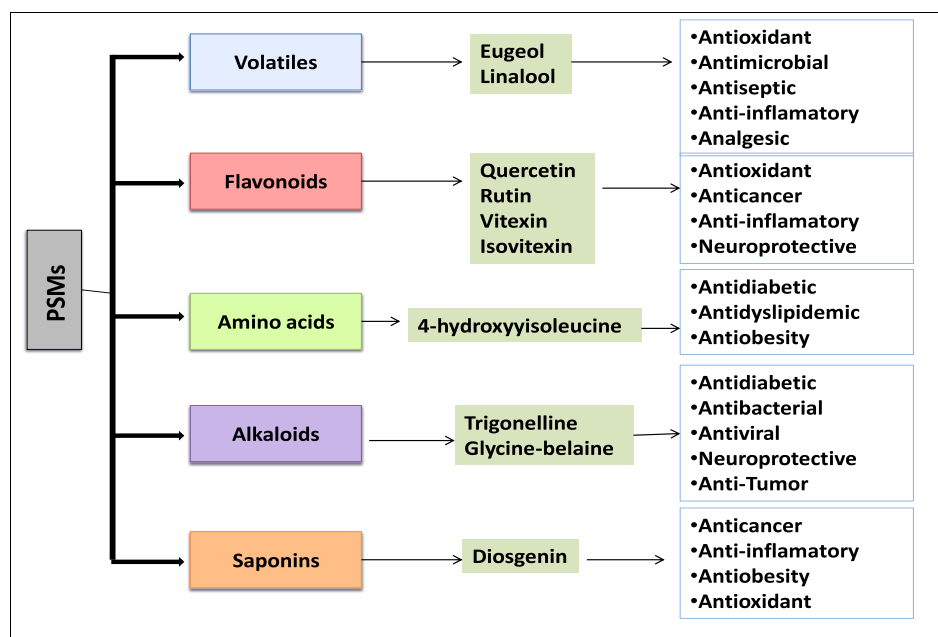 PSMs
Volatiles
Eugeol
Linalool
•Antioxidant
•Antimicrobial
•Antiseptic
•Anti-inflamatory
•Analgesic
Flavonoids
Quercetin
Rutin
Vitexin
Isovitexin
•Antioxidant
•Anticancer
•Anti-inflamatory
•Neuroprotective
Amino acids
4-hydroxyyisoleucine
•Antidiabetic
•Antidyslipidemic
•Antiobesity
Alkaloids
Trigonelline
Glycine-belaine
•Antidiabetic
•Antibacterial
•Antiviral
•Neuroprotective
•Anti-Tumor
Saponins
Diosgenin
•Anticancer
•Anti-inflamatory
•Antiobesity
•Antioxidant